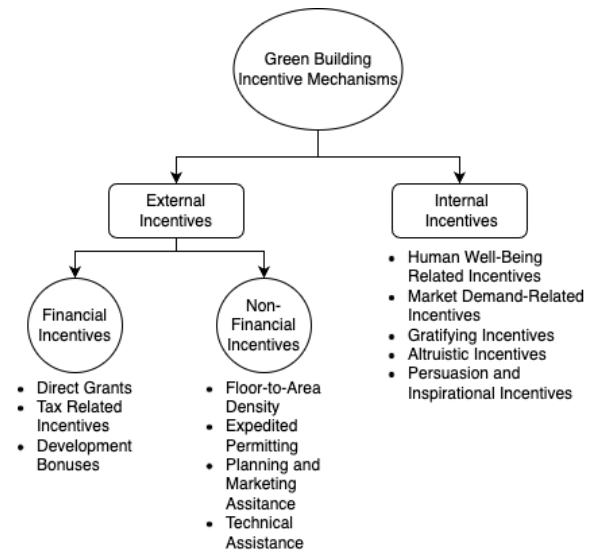 Green Building
Incentive Mechanisms
External
Incentives
Internal
Incentives
Financial
Incentives
• Direct Grants
• Tax Related
Incentives
• Development
Bonuses
Non-
Financial
Incentives
• Floor-to-Area
Density
• Expedited
Permitting
• Planning and
Marketing
Assitance
• Technical
Assistance
• Human Well-Being
Related Incentives
• Market Demand-Related
Incentives
• Gratifying Incentives
• Altruistic Incentives
• Persuasion and
Inspirational Incentives